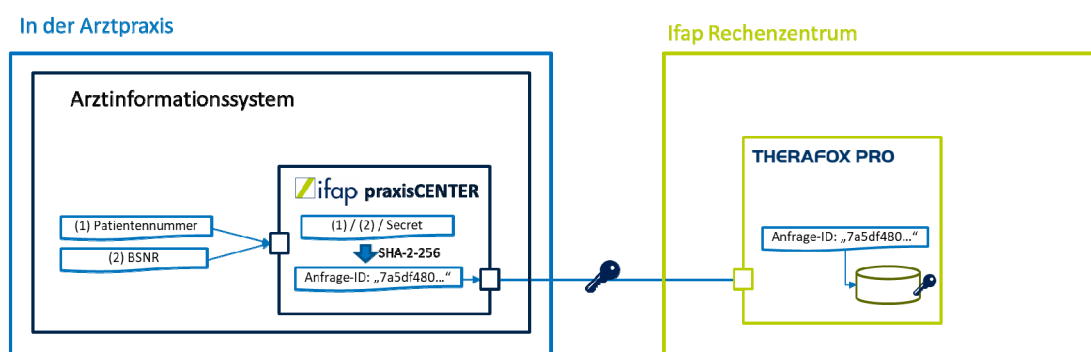 In der Arztpraxis
Ifap Rechenzentrum
Arztinformationssystem
THERAFOX PRO
ifap praxisCENTER
(1) Patientennummer
(1) / (2) / Secret
(2) BSNR
SHA-2-256
Anfrage-ID: „7a5df480...“
Anfrage-ID: „7a5df480...“